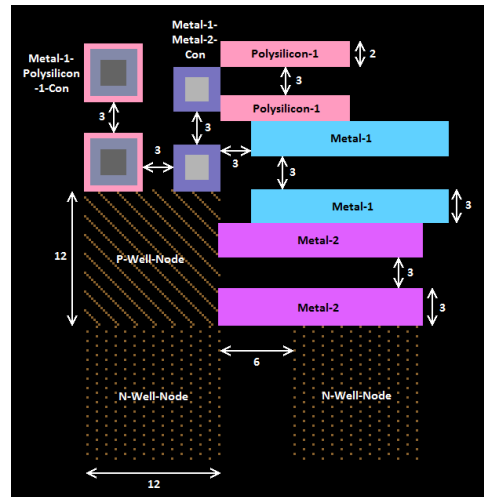 Metal-1-
Polysilicon
-1-Con
Metal-1-
Metal-2-
Con
Polysilicon-1
2
3
Polysilicon-1
3
3
3
3
Metal-1
3
Metal-1
3
12
P-Well-Node
Metal-2
3
Metal-2
3
6
N-Well-Node
N-Well-Node
12